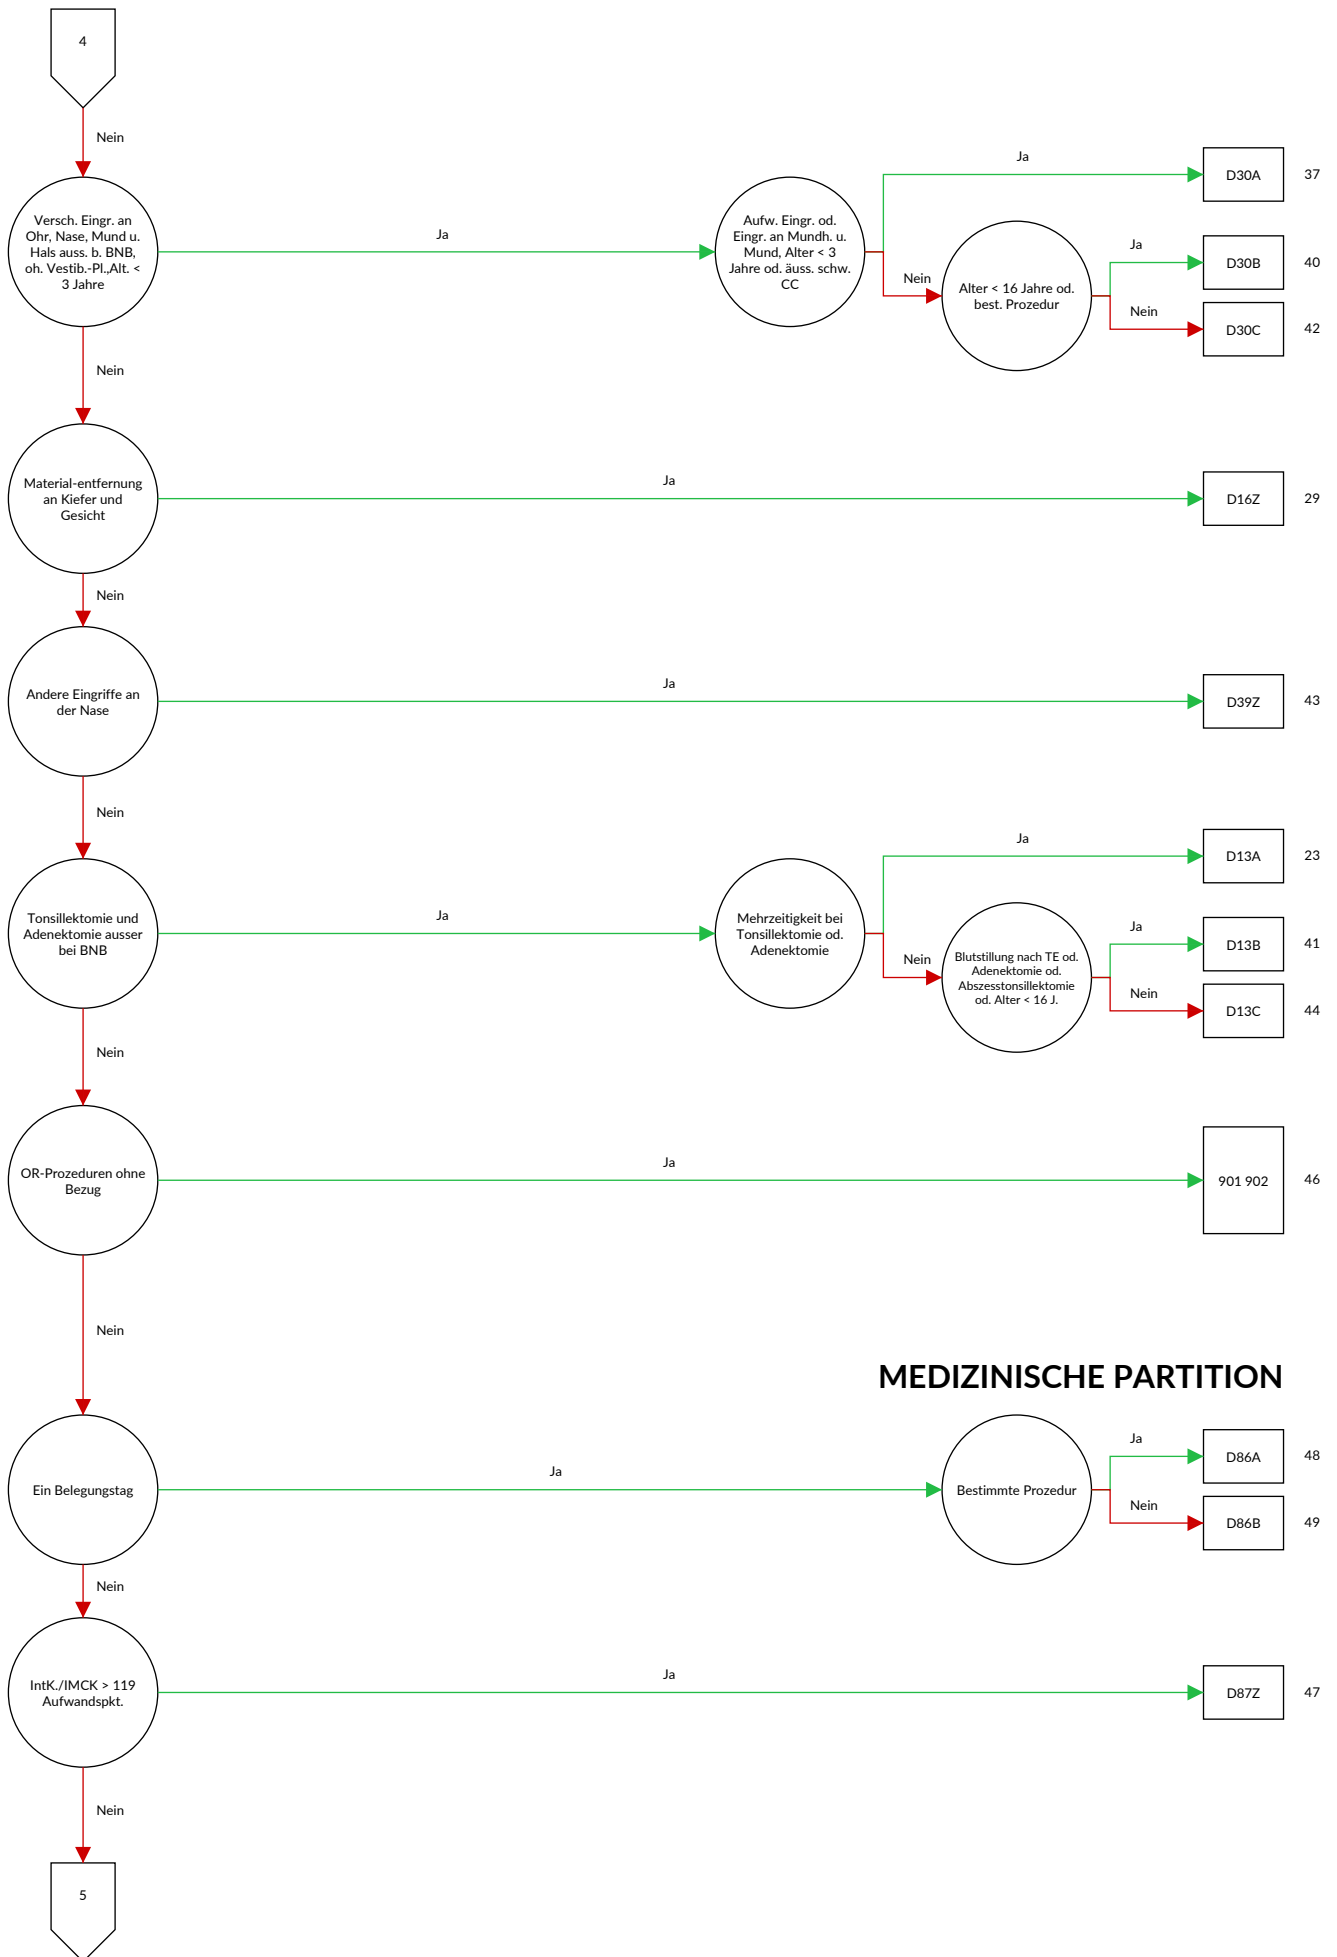 4
Nein
Versch. Eingr. an
Ohr, Nase, Mund u.
Hals auss. b. BNB,
oh. Vestib.-Pl.,Alt. <
3 Jahre
Ja
Aufw. Eingr. od.
Eingr. an Mundh. u.
Mund, Alter < 3
Jahre od. äuss. schw.
CC
Ja
D30A
37
Nein
Alter < 16 Jahre od.
best. Prozedur
Ja
D30B
40
Nein
D30C
42
Nein
Material-entfernung
an Kiefer und
Gesicht
Ja
D16Z
29
Nein
Andere Eingriffe an
der Nase
Ja
D39Z
43
Nein
Tonsillektomie und
Adenektomie ausser
bei BNB
Ja
Mehrzeitigkeit bei
Tonsillektomie od.
Adenektomie
Ja
D13A
23
Nein
Blutstillung nach TE od.
Adenektomie od.
Abszesstonsillektomie
od. Alter < 16 J.
Ja
D13B
41
Nein
D13C
44
Nein
OR-Prozeduren ohne
Bezug
Ja
901 902
46
Nein
MEDIZINISCHE PARTITION
Ein Belegungstag
Ja
Bestimmte Prozedur
Ja
D86A
48
Nein
D86B
49
Nein
IntK./IMCK > 119
Aufwandspkt.
Ja
D87Z
47
Nein
5